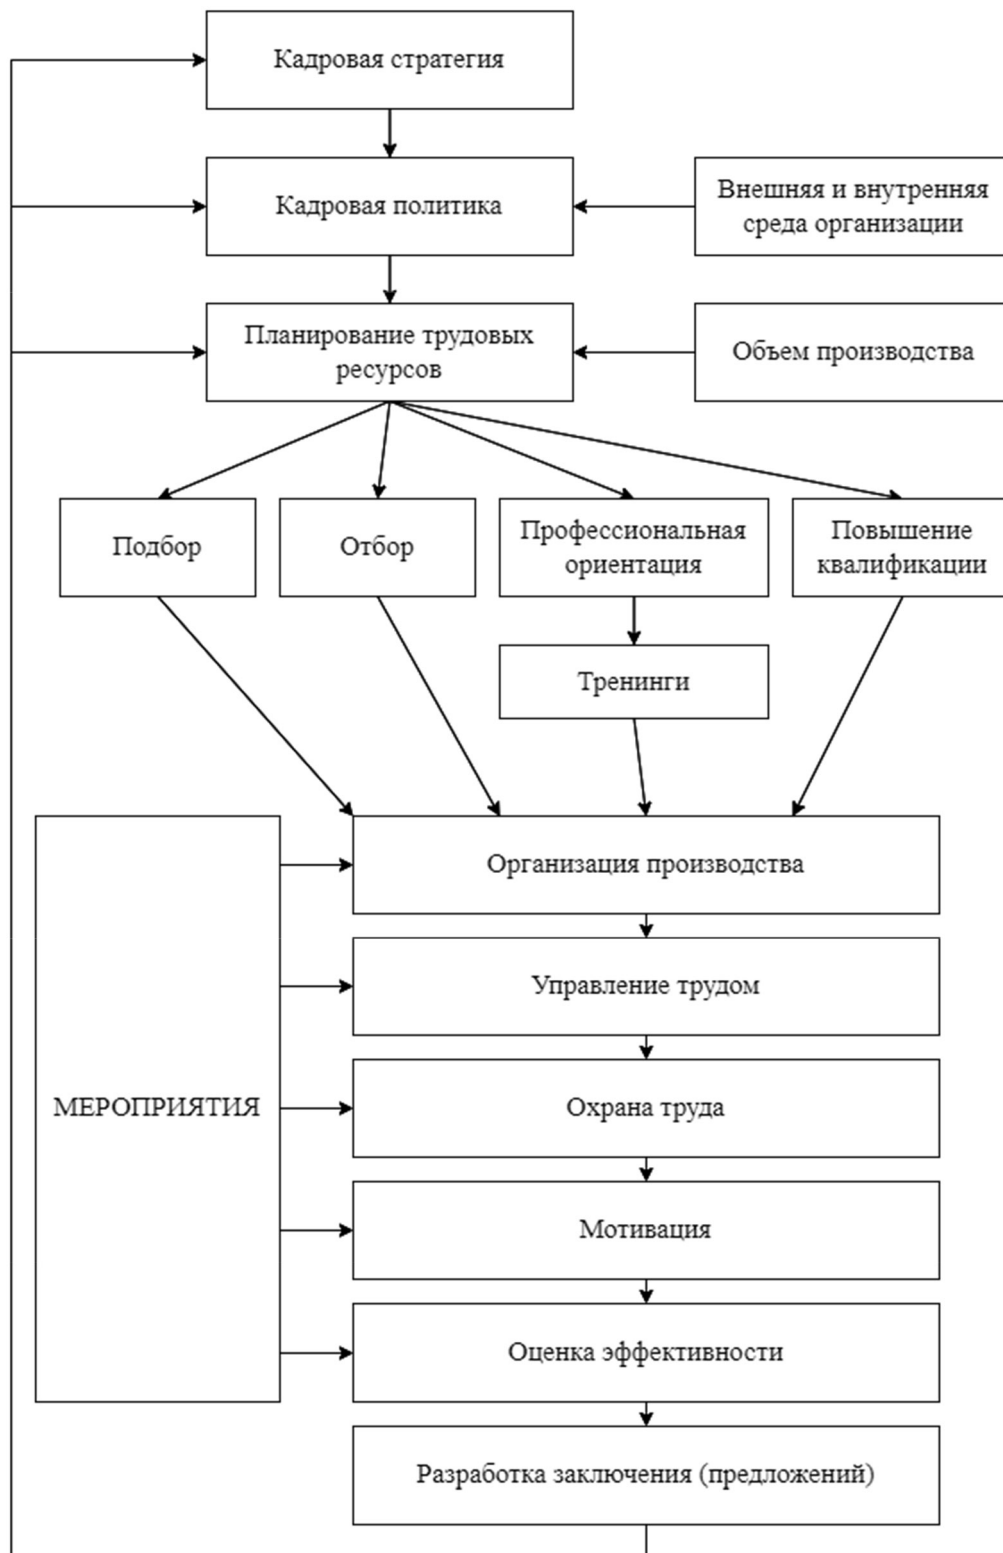 Кадровая стратегия
Кадровая политика
Внешняя и внутренняя
среда организации
Планирование трудовых
ресурсов
Объем производства
Подбор
Отбор
Профессиональная
ориентация
Повышение
квалификации
Тренинги
МЕРОПРИЯТИЯ
Организация производства
Управление трудом
Охрана труда
Мотивация
Оценка эффективности
Разработка заключения (предложений)